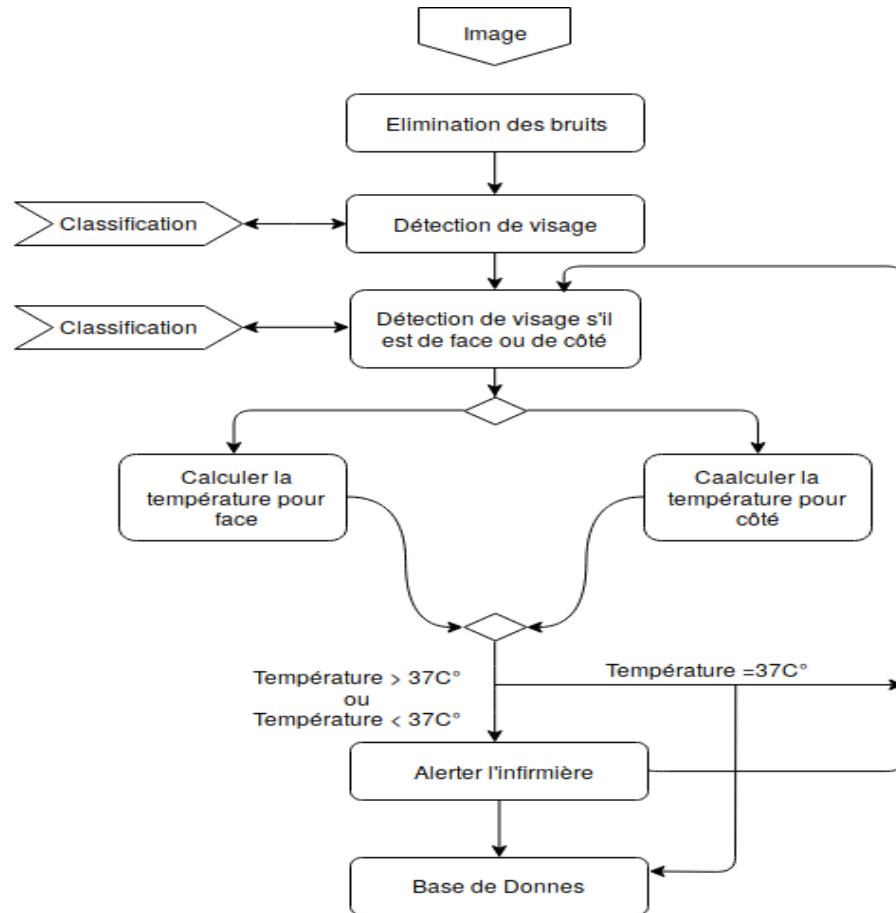 Image
Elimination des bruits
Classification
Détection de visage
Classification
Détection de visage s'il
est de face ou de côté
Calculer la
température pour
face
Caalculer la
température pour
côté
Température > 37C°
ou
Température < 37C°
Température =37C°
Alerter l'infirmière
Base de Donnes